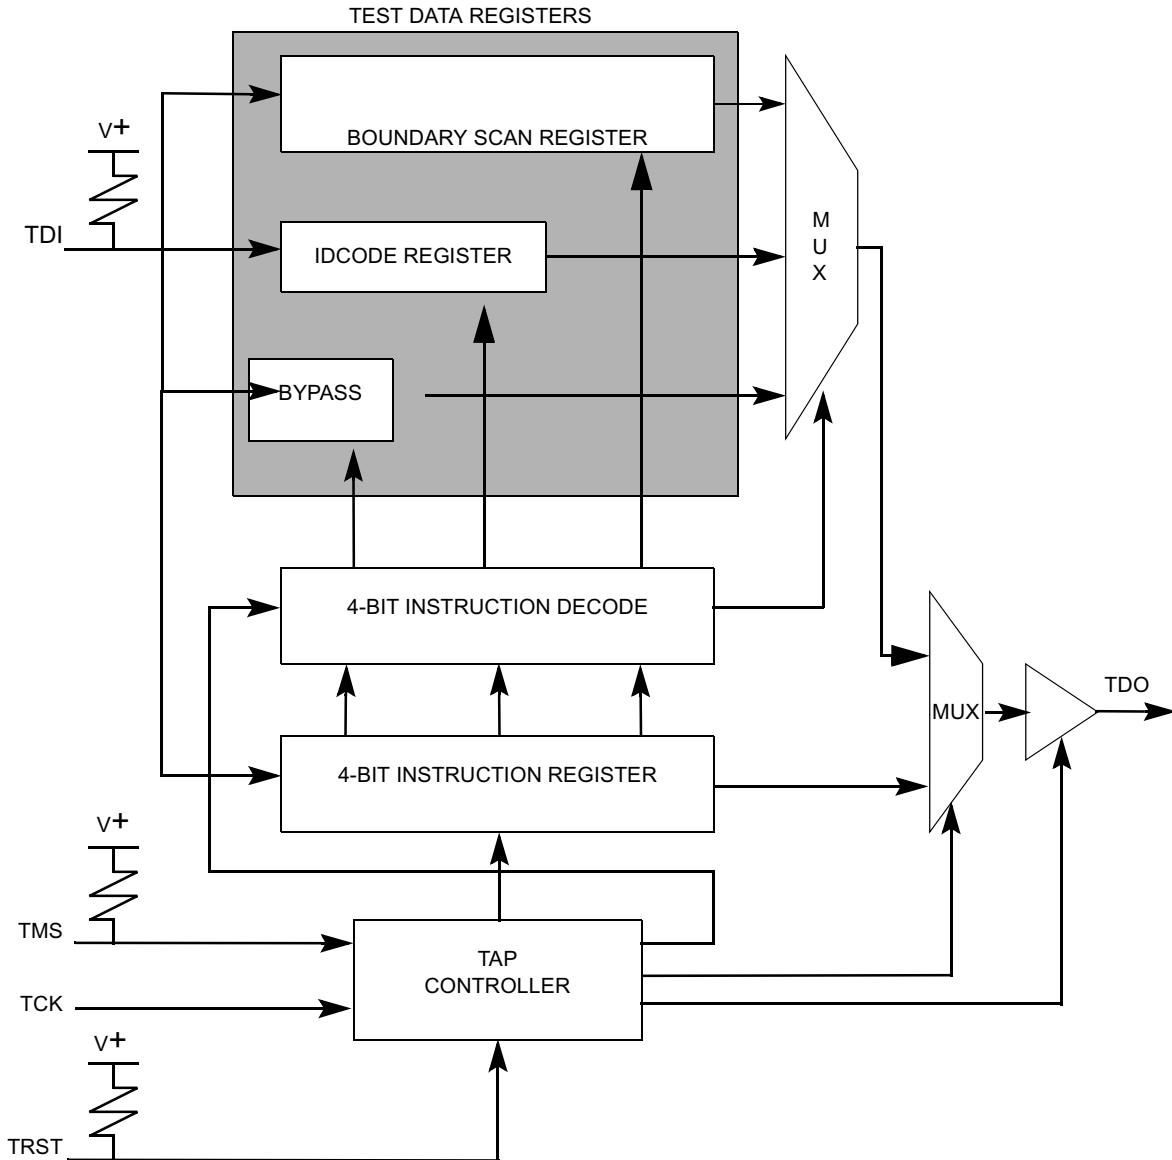 TEST DATA REGISTERS
BOUNDARY SCAN REGISTER
V+
TDI
IDCODE REGISTER
M
U
X
BYPASS
4-BIT INSTRUCTION DECODE
TDO
MUX
4-BIT INSTRUCTION REGISTER
V+
TMS
TAP
CONTROLLER
TCK
V+
TRST